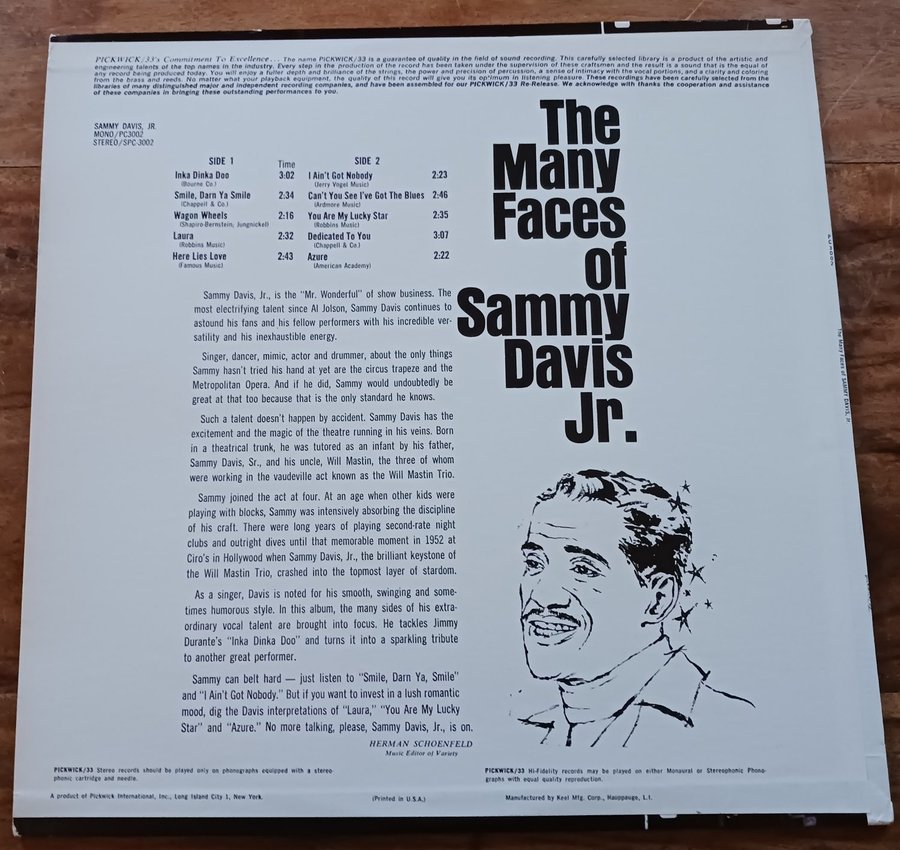 PICKWICK/33's Commitment To Excellence... The name PICKWICK/33 is a guarantee of quality in the field of sound recording. This carefully selected library is a product of the artistic and
engineering talents of the top names in the industry. Every step in the production of the record has been taken under the supervision of these craftsmen and the result is a sound that is the equal of
any record being produced today. You will enjoy a fuller depth and brilliance of the strings, the power and precision of percussion, a sense of intimacy with the vocal portions, and a clarity and coloring
from the brass and reeds. No matter what your playback equipment, the quality of this record will give you its optimum in listening pleasure. These recordings have been carefully selected from the
libraries of many distinguished major and independent recording companies, and have been assembled for our PICKWICK/33 Re-Release. We acknowledge with thanks the cooperation and assistance
of these companies in bringing these outstanding performances to you.
SAMMY DAVIS, JR.
MONO/PC3002
STEREO/SPC-3002
SIDE 1 Time
Inka Dinka Doo 3:02
(Bourne Co.)
Smile, Darn Ya Smile 2:34
(Chappell & Co.)
Wagon Wheels 2:16
(Shapiro-Bernstein; Jungnickel)
Laura 2:32
(Robbins Music)
Here Lies Love 2:43
(Famous Music)
SIDE 2
I Ain't Got Nobody 2:23
(Jerry Vogel Music)
Can't You See I've Got The Blues 2:46
(Ardmore Music)
You Are My Lucky Star 2:35
(Robbins Music)
Dedicated To You 3:07
(Chappell & Co.)
Azure 2:22
(American Academy)
The
Many
Faces
of
Sammy
Davis
Jr.
Sammy Davis, Jr., is the "Mr. Wonderful" of show business. The
most electrifying talent since Al Jolson, Sammy Davis continues to
astound his fans and his fellow performers with his incredible ver-
satility and his inexhaustible energy.
Singer, dancer, mimic, actor and drummer, about the only things
Sammy hasn't tried his hand at yet are the circus trapeze and the
Metropolitan Opera. And if he did, Sammy would undoubtedly be
great at that too because that is the only standard he knows.
Such a talent doesn't happen by accident. Sammy Davis has the
excitement and the magic of the theatre running in his veins. Born
in a theatrical trunk, he was tutored as an infant by his father,
Sammy Davis, Sr., and his uncle, Will Mastin, the three of whom
were working in the vaudeville act known as the Will Mastin Trio.
Sammy joined the act at four. At an age when other kids were
playing with blocks, Sammy was intensively absorbing the discipline
of his craft. There were long years of playing second-rate night
clubs and outright dives until that memorable moment in 1952 at
Ciro's in Hollywood when Sammy Davis, Jr., the brilliant keystone of
the Will Mastin Trio, crashed into the topmost layer of stardom.
As a singer, Davis is noted for his smooth, swinging and some-
times humorous style. In this album, the many sides of his extra-
ordinary vocal talent are brought into focus. He tackles Jimmy
Durante's "Inka Dinka Doo" and turns it into a sparkling tribute
to another great performer.
Sammy can belt hard — just listen to "Smile, Darn Ya, Smile"
and "I Ain't Got Nobody." But if you want to invest in a lush romantic
mood, dig the Davis interpretations of "Laura," "You Are My Lucky
Star" and "Azure." No more talking, please, Sammy Davis, Jr., is on.
HERMAN SCHOENFELD
Music Editor of Variety
PICKWICK/33 Stereo records should be played only on phonographs equipped with a stereo-
phonic cartridge and needle.
PICKWICK/33 Hi-Fidelity records may be played on either Monaural or Stereophonic Phono-
graphs with equal quality reproduction.
A product of Pickwick International, Inc., Long Island City 1, New York.
(Printed in U.S.A.)
Manufactured by Keel Mfg. Corp., Hauppauge, L.I.
The Many Faces of SAMMY DAVIS, Jr.